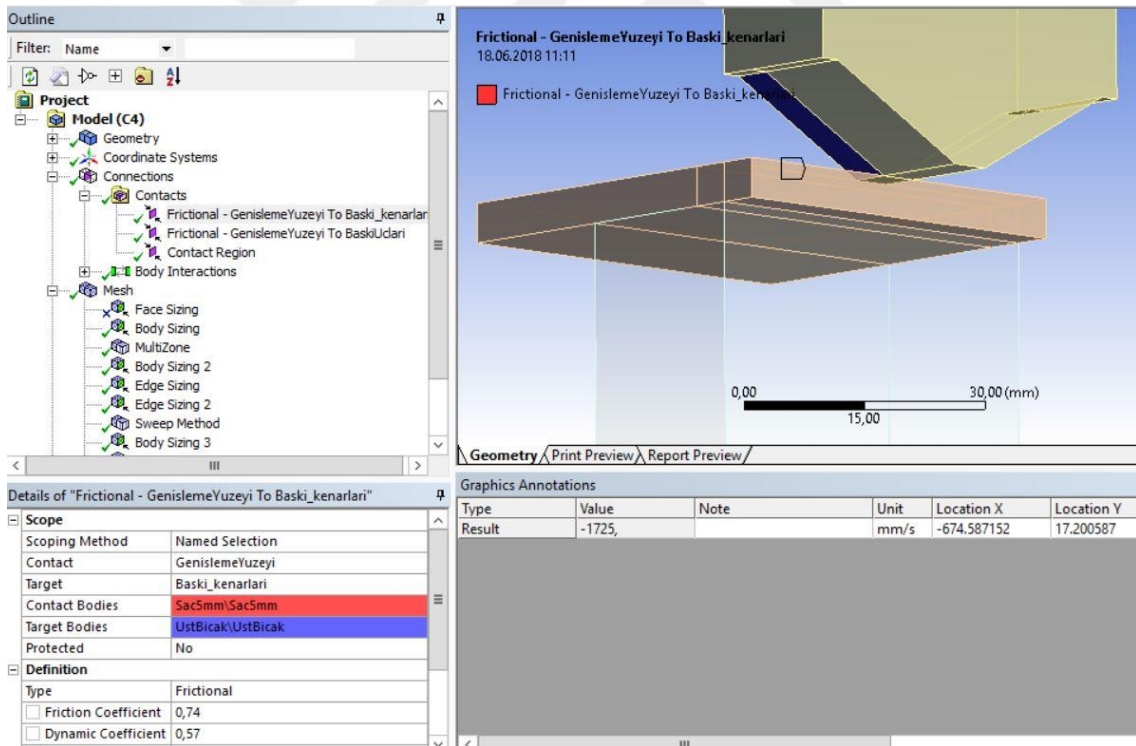 Outline
Filter: Name
Project
Model (C4)
Geometry
Coordinate Systems
Connections
Contacts
Frictional - GenislemeYuzeyi To Baski_kenarlar
Frictional - GenislemeYuzeyi To BaskiUclari
Contact Region
Body Interactions
Mesh
Face Sizing
Body Sizing
MultiZone
Body Sizing 2
Edge Sizing
Edge Sizing 2
Sweep Method
Body Sizing 3
Details of "Frictional - GenislemeYuzeyi To Baski_kenarlari"
Scope
Scoping Method Named Selection
Contact GenislemeYuzeyi
Target Baski_kenarlari
Contact Bodies Sac5mm\Sac5mm
Target Bodies UstBicak\UstBicak
Protected No
Definition
Type Frictional
Friction Coefficient 0,74
Dynamic Coefficient 0,57
Frictional - GenislemeYuzeyi To Baski_kenarlari
18.06.2018 11:11
Frictional - GenislemeYuzeyi To Baski_kenarlari
0,00 30,00 (mm)
15,00
Geometry Print Preview Report Preview
Graphics Annotations
Type Value Note Unit Location X Location Y
Result -1725, mm/s -674.587152 17.200587